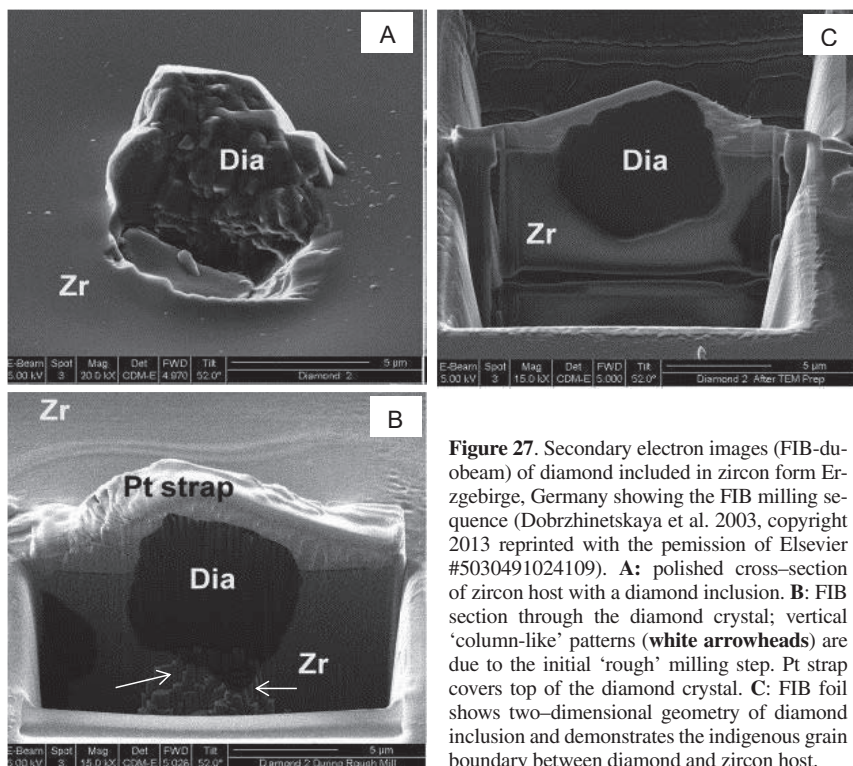 A
Dia
Zr
E-Beam Spot Mag Det FWD Tilt 5 µm
5.00 kV 3 20.0 kX CDM-E 4.970 52.0° Diamond 2
C
Dia
Zr
E-Beam Spot Mag Det FWD Tilt 5 µm
5.00 kV 3 15.0 kX CDM-E 5.000 52.0° Diamond 2 After TEM Prep
Zr
B
Pt strap
Dia
Zr
E-Beam Spot Mag Det FWD Tilt 5 µm
5.00 kV 3 15.0 kX CDM-E 5.026 52.0° Diamond 2 During Rough Mill
Figure 27. Secondary electron images (FIB-du-
obeam) of diamond included in zircon form Er-
zgebirge, Germany showing the FIB milling se-
quence (Dobrzhinetskaya et al. 2003, copyright
2013 reprinted with the pemission of Elsevier
#5030491024109). A: polished cross–section
of zircon host with a diamond inclusion. B: FIB
section through the diamond crystal; vertical
‘column-like’ patterns (white arrowheads) are
due to the initial ‘rough’ milling step. Pt strap
covers top of the diamond crystal. C: FIB foil
shows two–dimensional geometry of diamond
inclusion and demonstrates the indigenous grain
boundary between diamond and zircon host.